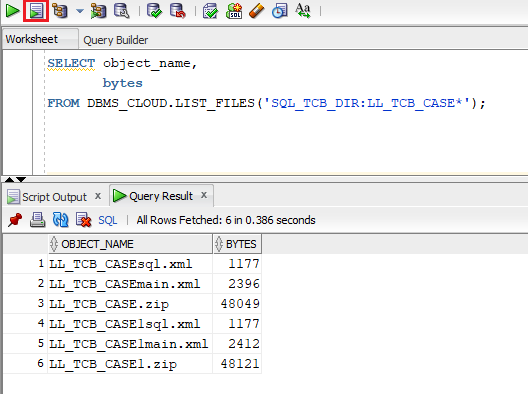 SQL
Aa
Worksheet Query Builder
SELECT object_name,
bytes
FROM DBMS_CLOUD.LIST_FILES('SQL_TCB_DIR:LL_TCB_CASE*');
Script Output x Query Result x
SQL | All Rows Fetched: 6 in 0.386 seconds
OBJECT_NAME BYTES
1 LL_TCB_CASEsql.xml 1177
2 LL_TCB_CASEmain.xml 2396
3 LL_TCB_CASE.zip 48049
4 LL_TCB_CASE1sql.xml 1177
5 LL_TCB_CASE1main.xml 2412
6 LL_TCB_CASE1.zip 48121